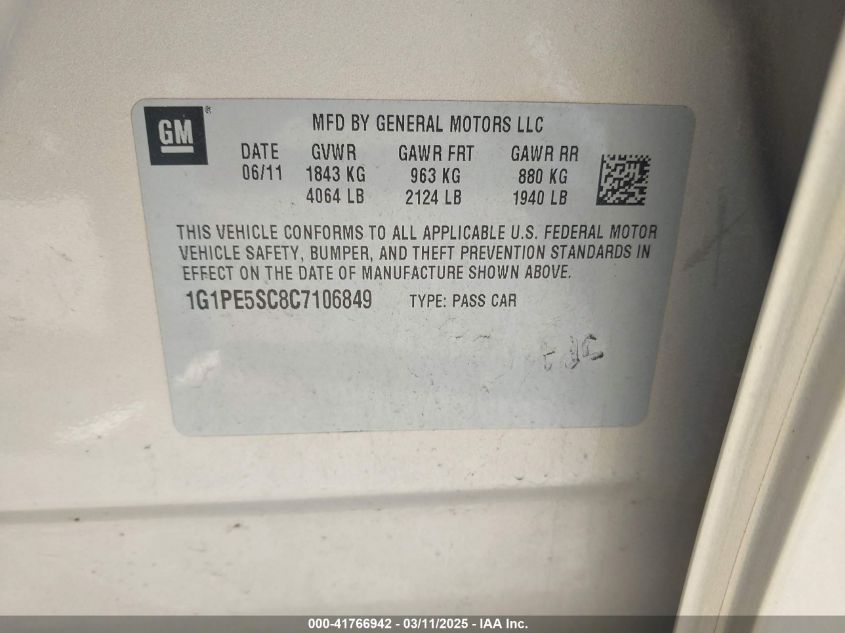 GM ®
MFD BY GENERAL MOTORS LLC
DATE GVWR GAWR FRT GAWR RR
06/11 1843 KG 963 KG 880 KG
4064 LB 2124 LB 1940 LB
THIS VEHICLE CONFORMS TO ALL APPLICABLE U.S. FEDERAL MOTOR
VEHICLE SAFETY, BUMPER, AND THEFT PREVENTION STANDARDS IN
EFFECT ON THE DATE OF MANUFACTURE SHOWN ABOVE.
1G1PE5SC8C7106849 TYPE: PASS CAR
000-41766942 - 03/11/2025 - IAA Inc.